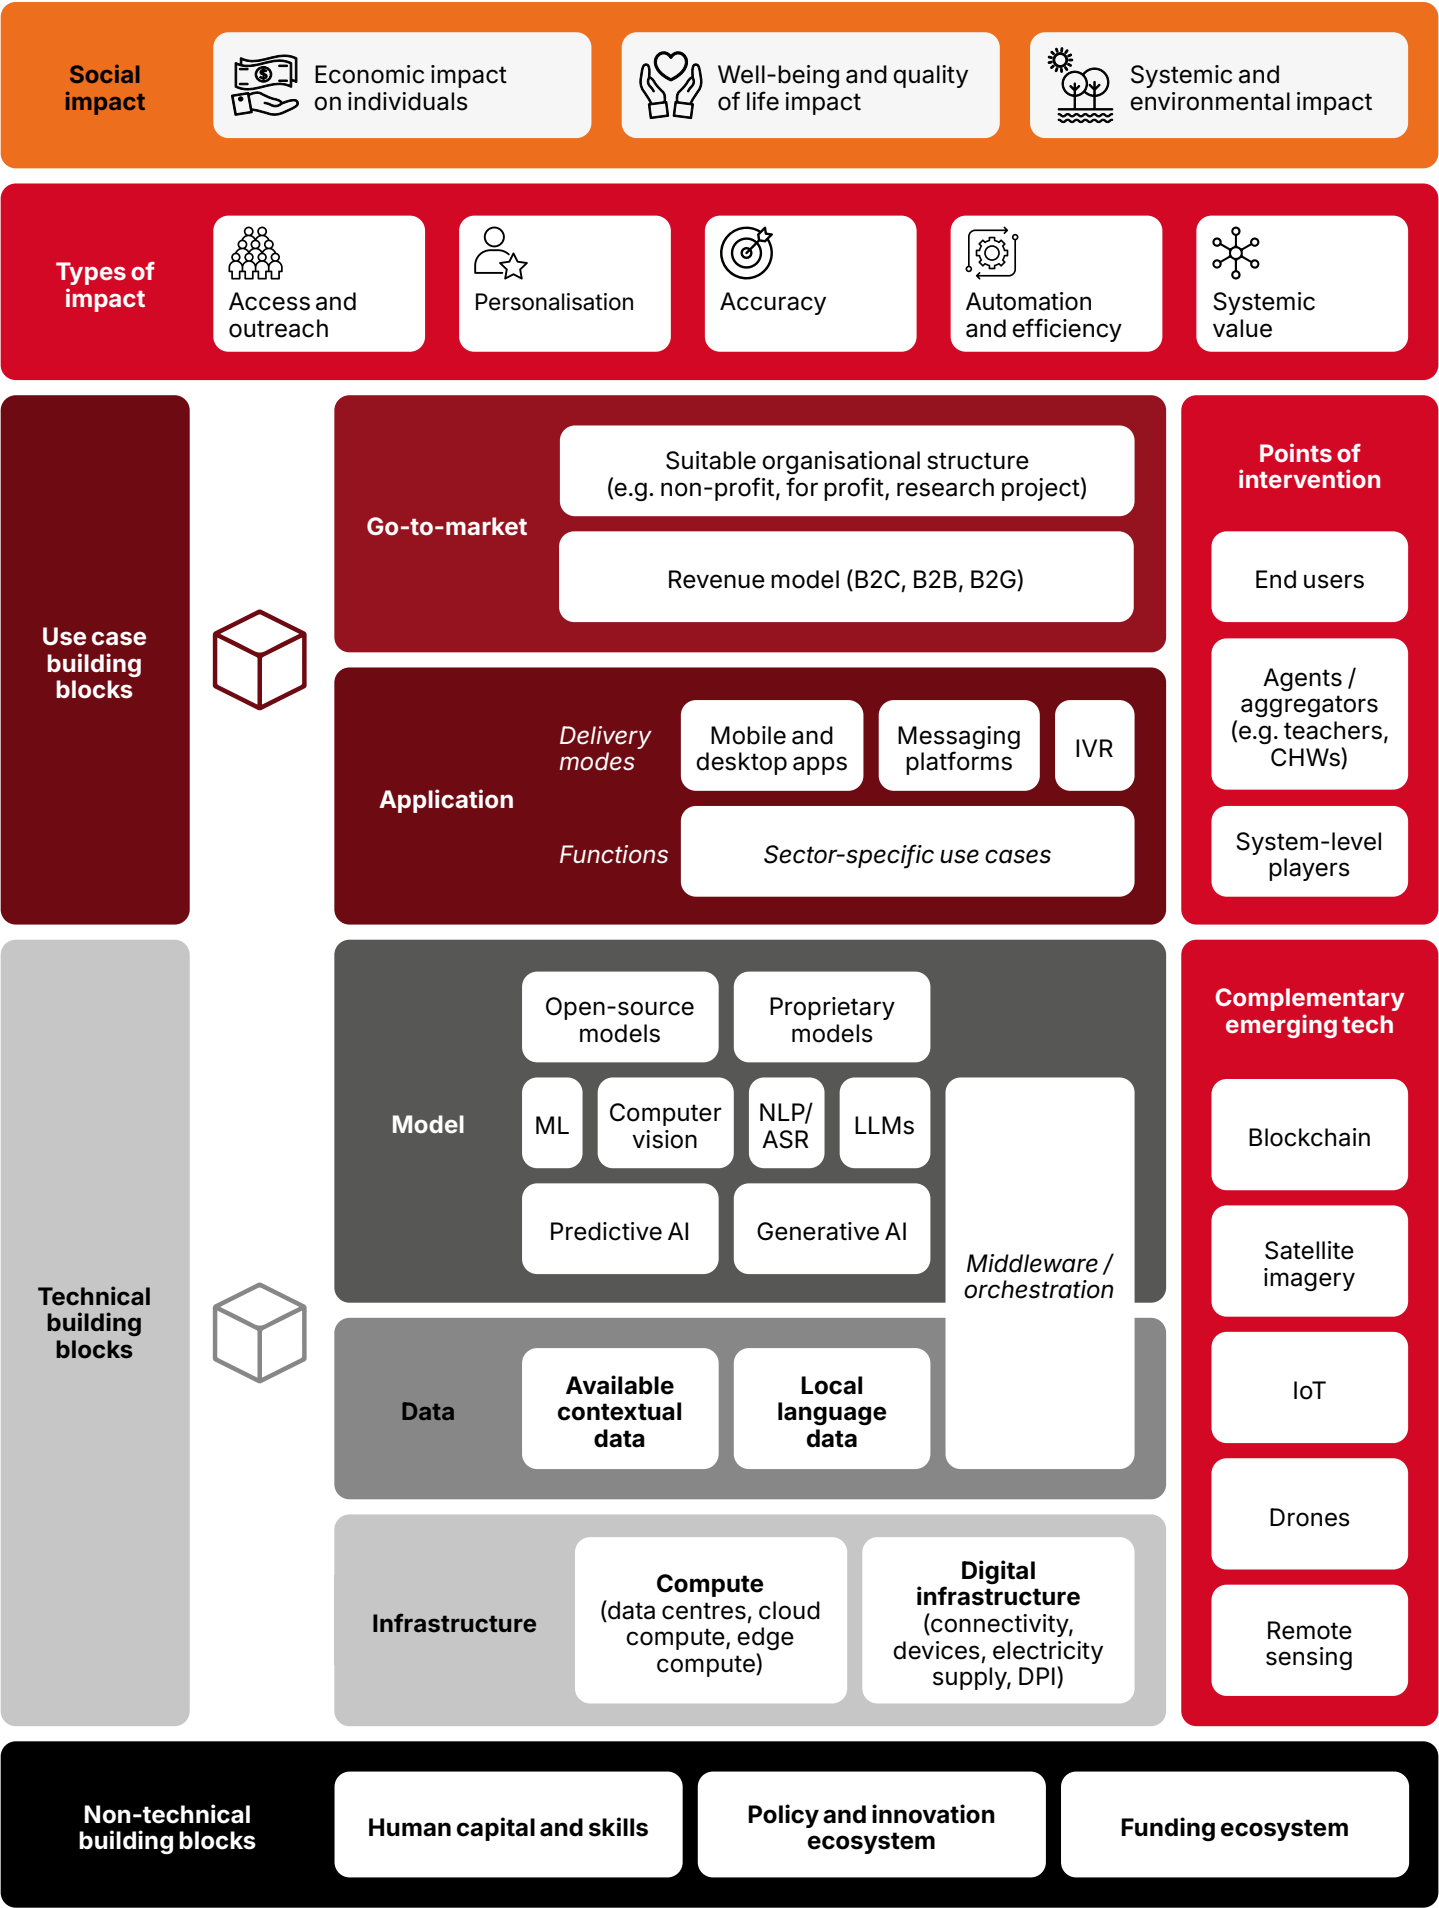 Social
impact
Economic impact
on individuals
Well-being and quality
of life impact
Systemic and
environmental impact
Types of
impact
Access and
outreach
Personalisation
Accuracy
Automation
and efficiency
Systemic
value
Use case
building
blocks
Go-to-market
Suitable organisational structure
(e.g. non-profit, for profit, research project)
Revenue model (B2C, B2B, B2G)
Application
Delivery
modes
Mobile and
desktop apps
Messaging
platforms
IVR
Functions
Sector-specific use cases
Points of
intervention
End users
Agents /
aggregators
(e.g. teachers,
CHWs)
System-level
players
Technical
building
blocks
Model
Open-source
models
Proprietary
models
ML
Computer
vision
NLP/
ASR
LLMs
Predictive AI
Generative AI
Middleware /
orchestration
Data
Available
contextual
data
Local
language
data
Infrastructure
Compute
(data centres, cloud
compute, edge
compute)
Digital
infrastructure
(connectivity,
devices, electricity
supply, DPI)
Complementary
emerging tech
Blockchain
Satellite
imagery
IoT
Drones
Remote
sensing
Non-technical
building blocks
Human capital and skills
Policy and innovation
ecosystem
Funding ecosystem